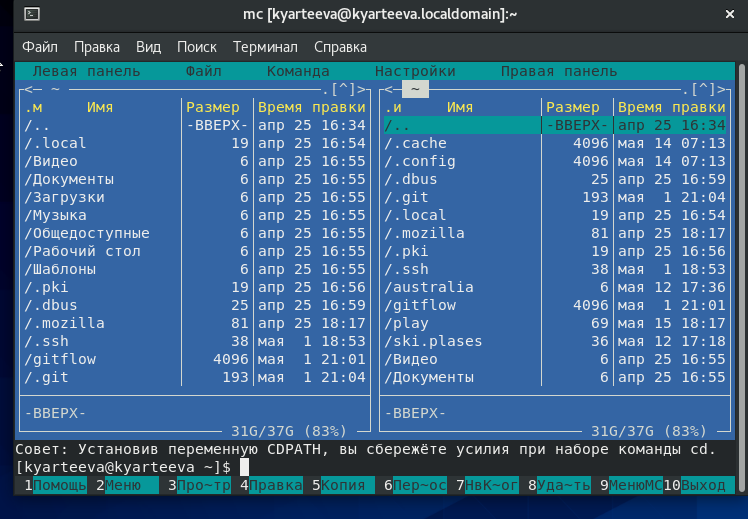 mc [kyarteeva@kyarteeva.localdomain]:~
Файл Правка Вид Поиск Терминал Справка
Левая панель Файл Команда Настройки Правая панель
<─ ~ ─ .[^]> <─ ~ ─ .[^]>
.м Имя Размер Время правки .и Имя Размер Время правки
/.. -ВВЕРХ- апр 25 16:34 /.. -ВВЕРХ- апр 25 16:34
/.local 19 апр 25 16:54 /.cache 4096 мая 14 07:13
/Видео 6 апр 25 16:55 /.config 4096 мая 14 07:13
/Документы 6 апр 25 16:55 /.dbus 25 апр 25 16:59
/Загрузки 6 апр 25 16:55 /.git 193 мая 1 21:04
/Музыка 6 апр 25 16:55 /.local 19 апр 25 16:54
/Общедоступные 6 апр 25 16:55 /.mozilla 81 апр 25 18:17
/Рабочий стол 6 апр 25 16:55 /.pki 19 апр 25 16:56
/Шаблоны 6 апр 25 16:55 /.ssh 38 мая 1 18:53
/.pki 19 апр 25 16:56 /australia 6 мая 12 17:36
/.dbus 25 апр 25 16:59 /gitflow 4096 мая 1 21:01
/.mozilla 81 апр 25 18:17 /play 69 мая 15 18:17
/.ssh 38 мая 1 18:53 /ski.plases 36 мая 12 17:18
/gitflow 4096 мая 1 21:01 /Видео 6 апр 25 16:55
/.git 193 мая 1 21:04 /Документы 6 апр 25 16:55
-ВВЕРХ- -ВВЕРХ-
31G/37G (83%) 31G/37G (83%)
Совет: Установив переменную CDPATH, вы сбережёте усилия при наборе команды cd.
[kyarteeva@kyarteeva ~]$
1Помощь 2Меню 3Про~тр 4Правка 5Копия 6Пер~ос 7НвК~ог 8Уда~ть 9МенюMC 10Выход